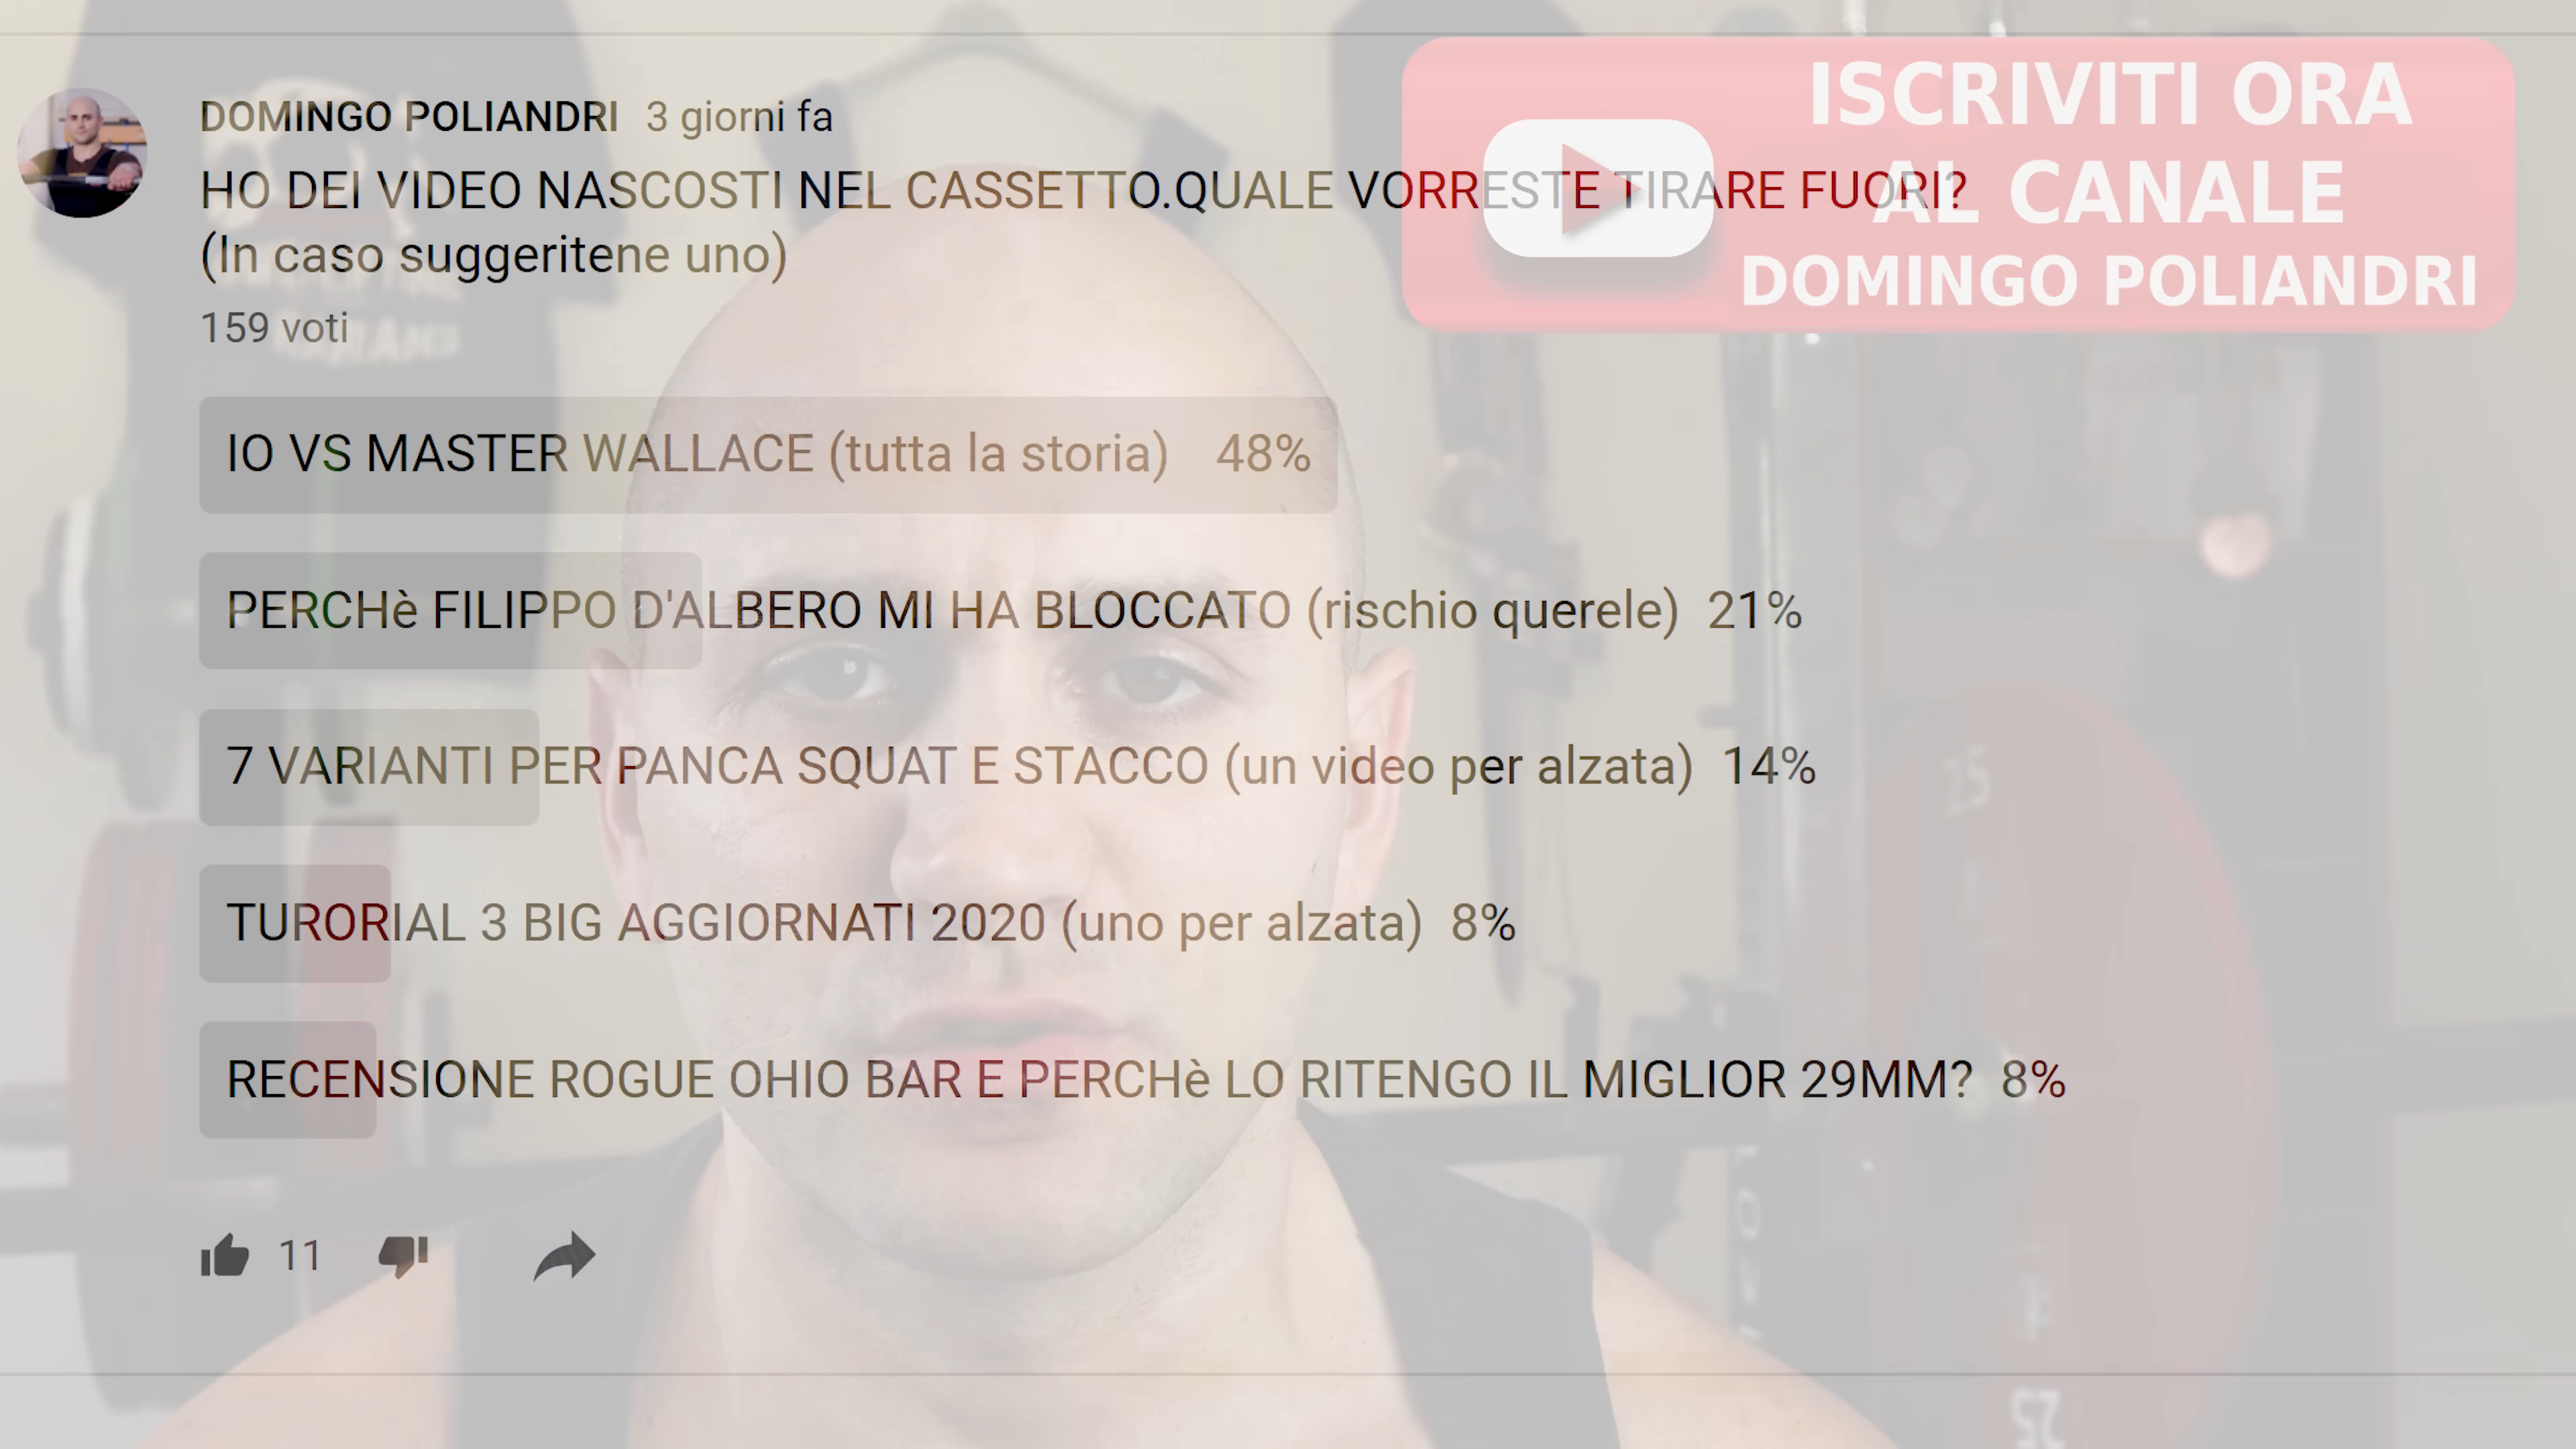 DOMINGO POLIANDRI 3 giorni fa
HO DEI VIDEO NASCOSTI NEL CASSETTO.QUALE VORRESTE TIRARE FUORI?
(In caso suggeritene uno)
159 voti
ISCRIVITI ORA
AL CANALE
DOMINGO POLIANDRI
IO VS MASTER WALLACE (tutta la storia) 48%
PERCHè FILIPPO D'ALBERO MI HA BLOCCATO (rischio querele) 21%
7 VARIANTI PER PANCA SQUAT E STACCO (un video per alzata) 14%
TURORIAL 3 BIG AGGIORNATI 2020 (uno per alzata) 8%
RECENSIONE ROGUE OHIO BAR E PERCHè LO RITENGO IL MIGLIOR 29MM? 8%
11
25
25